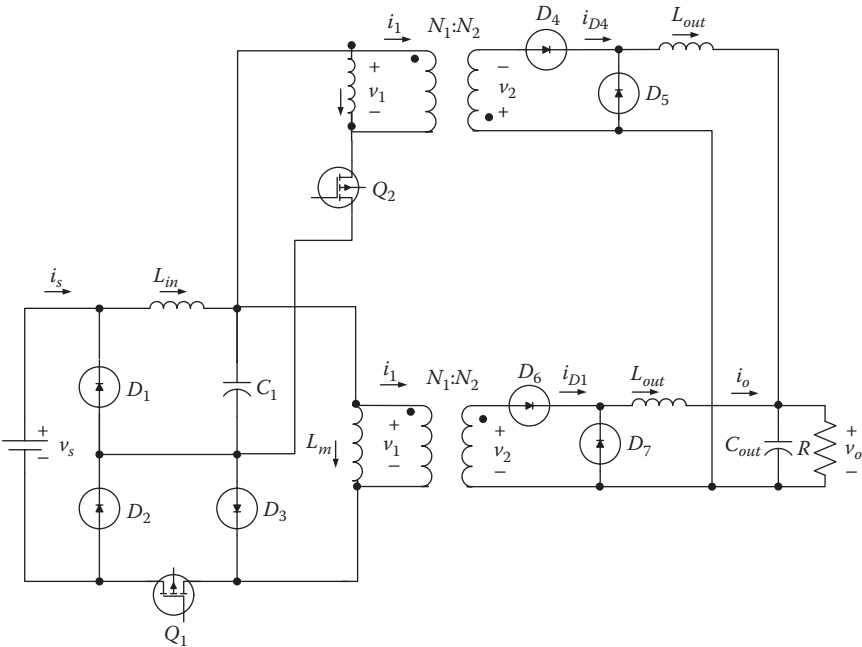 i1 N1:N2 D4 iD4 Lout
+ v1 −
− v2 +
D5
Q2
is Lin
D1 C1
i1 N1:N2 D6 iD1 Lout io
+ vs −
Lm + v1 − + v2 − D7 Cout R + vo −
D2 D3
Q1